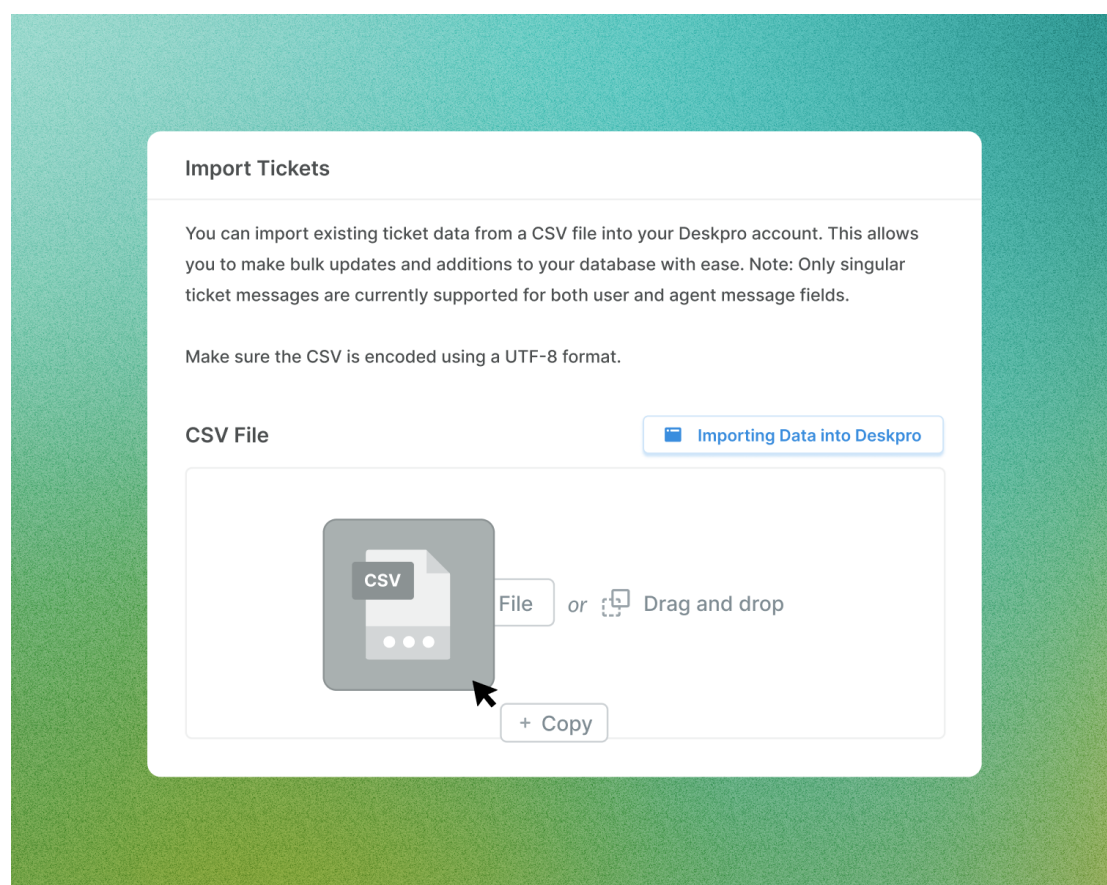 Import Tickets
You can import existing ticket data from a CSV file into your Deskpro account. This allows
you to make bulk updates and additions to your database with ease. Note: Only singular
ticket messages are currently supported for both user and agent message fields.
Make sure the CSV is encoded using a UTF-8 format.
CSV File
Importing Data into Deskpro
CSV
File or Drag and drop
+ Copy